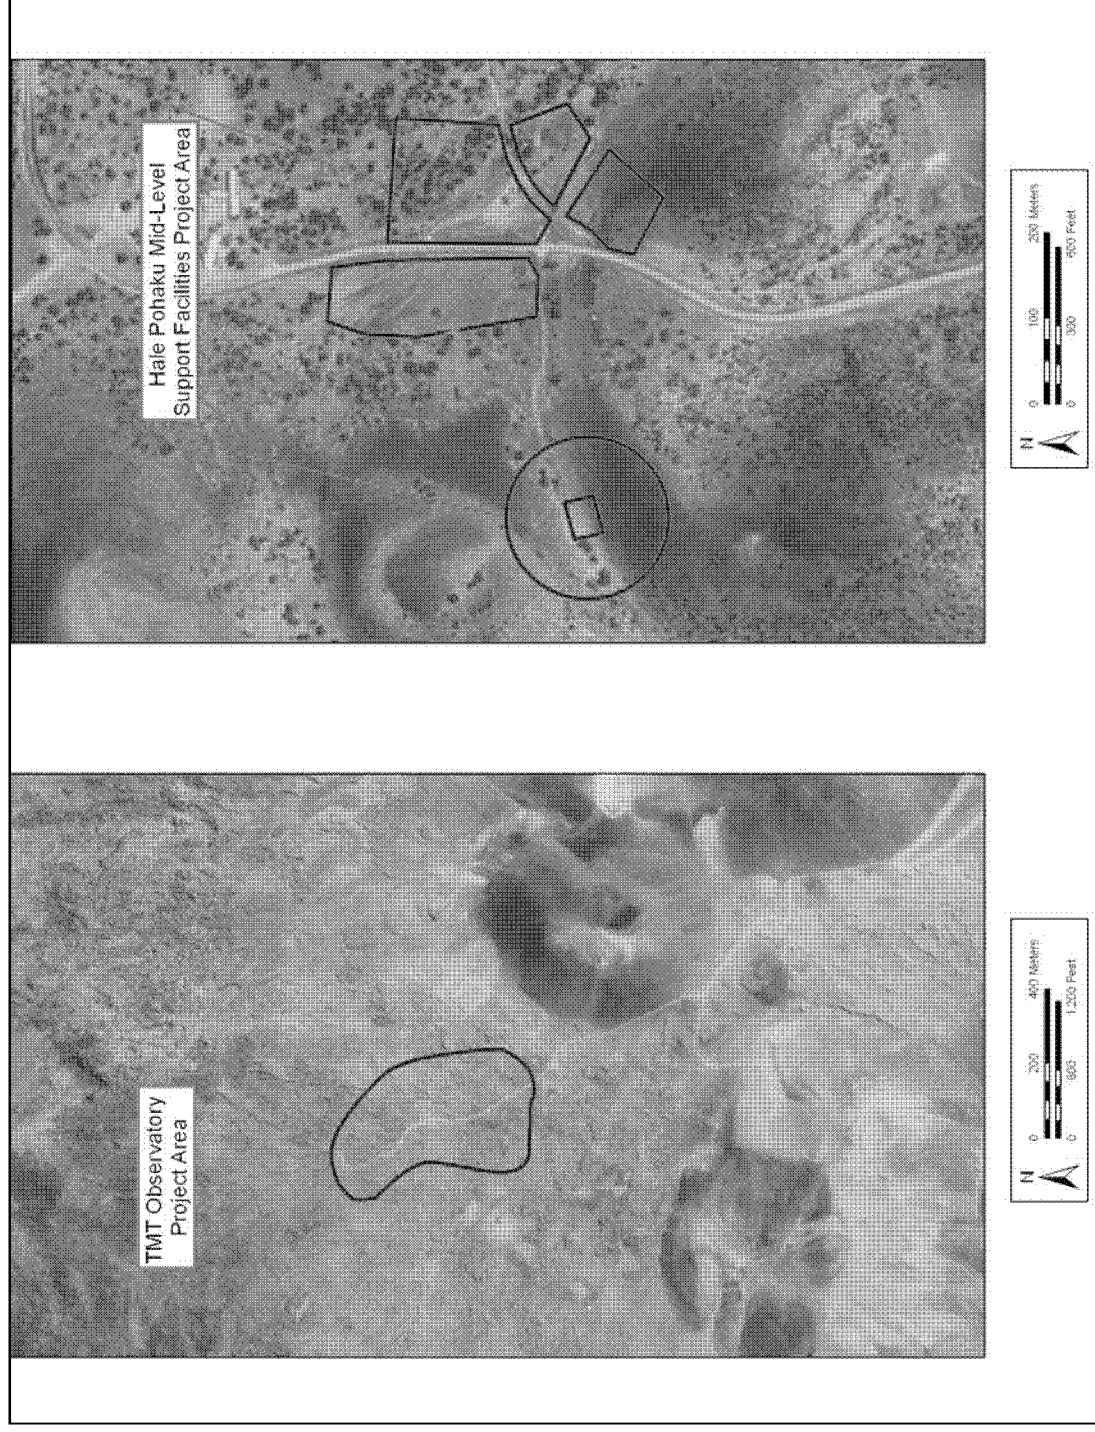 TMT Observatory
Project Area
Hale Pohaku Mid-Level
Support Facilities Project Area
N
0 200 400 Meters
0 600 1,200 Feet
N
0 100 200 Meters
0 300 600 Feet